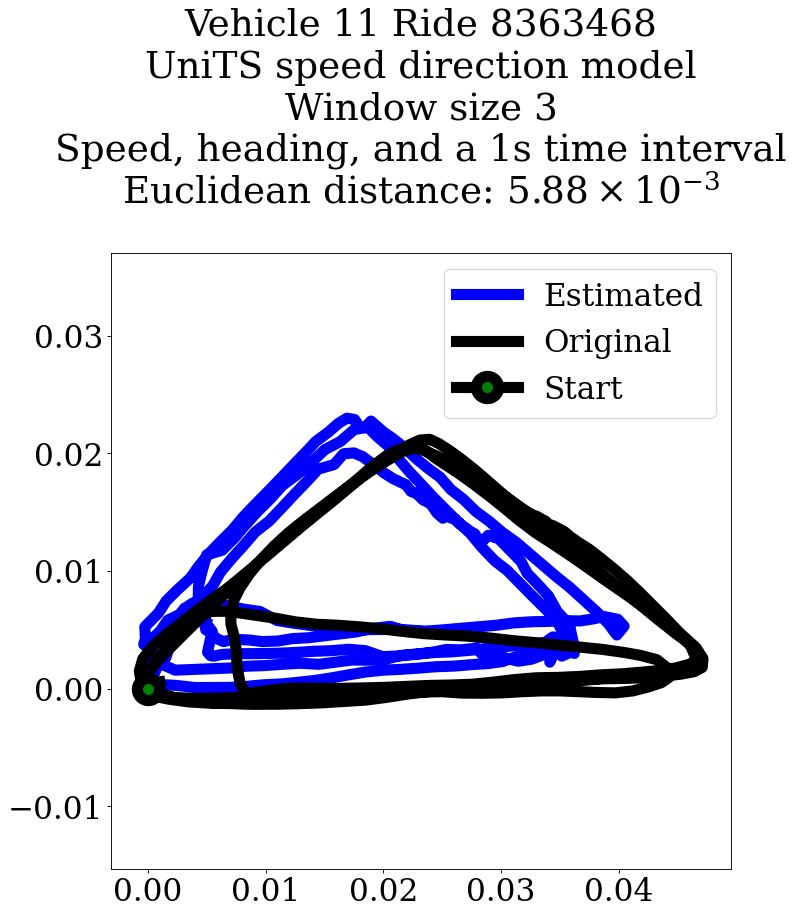 Vehicle 11 Ride 8363468
UniTS speed direction model
Window size 3
Speed, heading, and a 1s time interval
Euclidean distance: 5.88 × 10⁻³
Estimated
Original
Start
0.03
0.02
0.01
0.00
−0.01
0.00 0.01 0.02 0.03 0.04